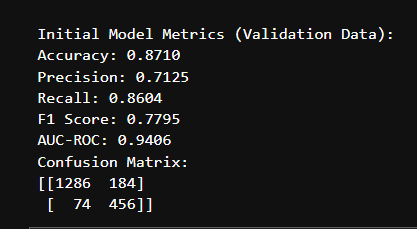 Initial Model Metrics (Validation Data):
Accuracy: 0.8710
Precision: 0.7125
Recall: 0.8604
F1 Score: 0.7795
AUC-ROC: 0.9406
Confusion Matrix:
[[1286  184]
 [  74  456]]